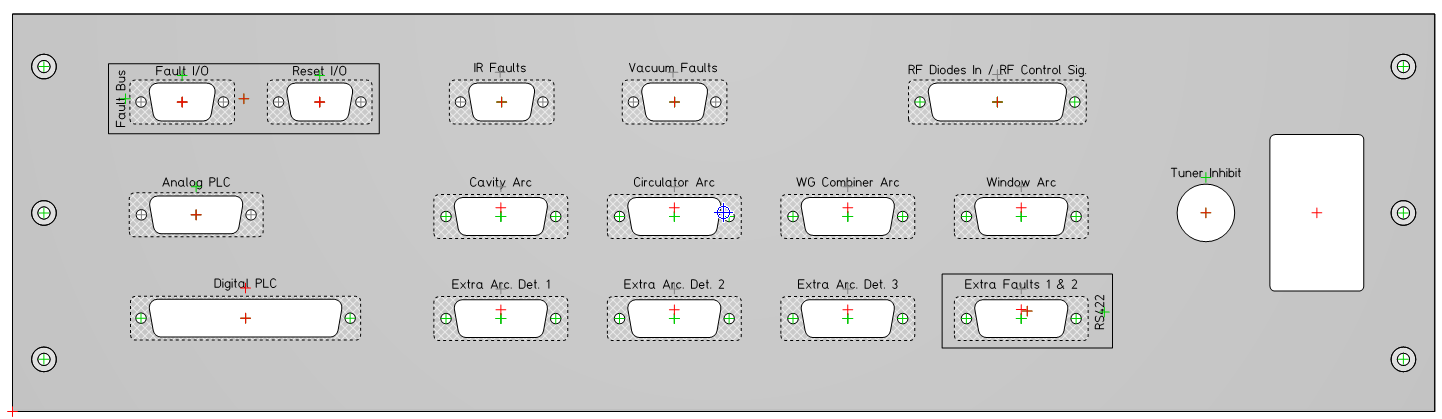 Fault Bus
Fault I/O
Reset I/O
IR Faults
Vacuum Faults
RF Diodes In / RF Control Sig.
Analog PLC
Cavity Arc
Circulator Arc
WG Combiner Arc
Window Arc
Tuner Inhibit
Digital PLC
Extra Arc. Det. 1
Extra Arc. Det. 2
Extra Arc. Det. 3
Extra Faults 1 & 2
RS422